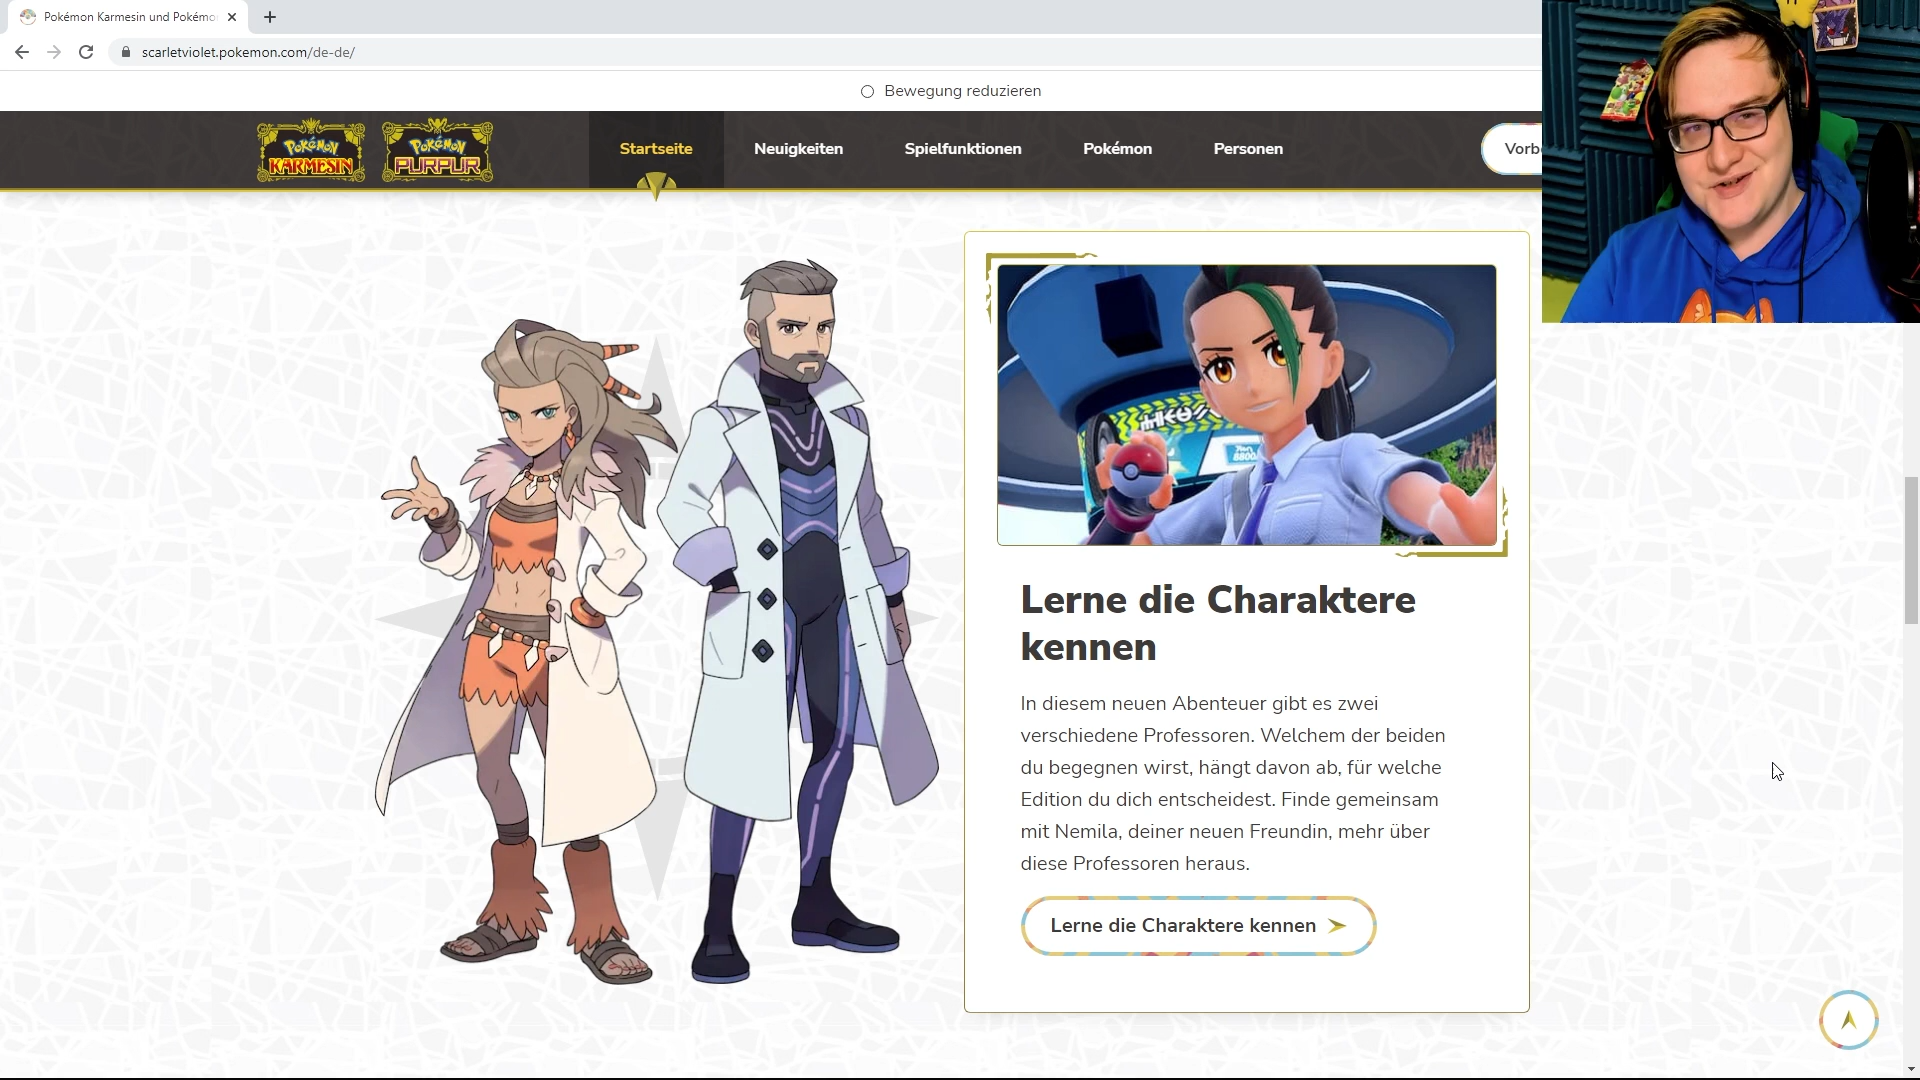 Pokémon Karmesin und Pokémo
scarletviolet.pokemon.com/de-de/
Bewegung reduzieren
Pokémon KARMESIN
Pokémon PURPUR
Startseite
Neuigkeiten
Spielfunktionen
Pokémon
Personen
Vorb
Lerne die Charaktere
kennen
In diesem neuen Abenteuer gibt es zwei
verschiedene Professoren. Welchem der beiden
du begegnen wirst, hängt davon ab, für welche
Edition du dich entscheidest. Finde gemeinsam
mit Nemila, deiner neuen Freundin, mehr über
diese Professoren heraus.
Lerne die Charaktere kennen